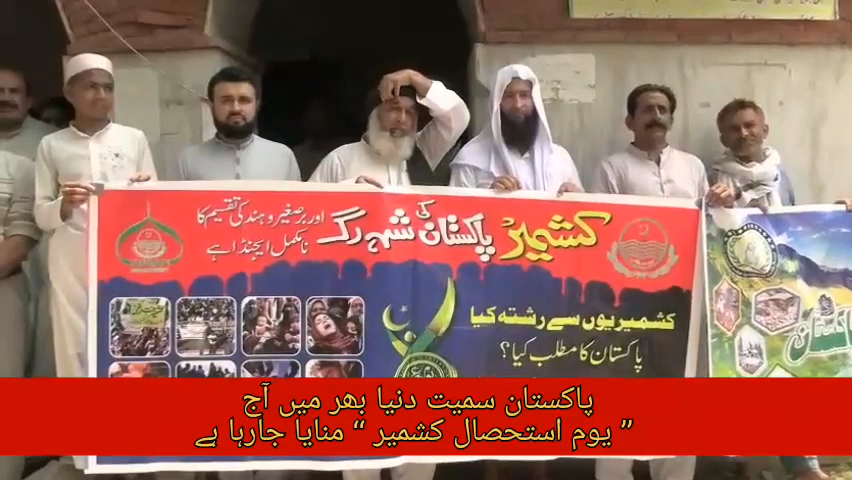 کشمیر پاکستان کی شہ رگ
اور برصغیر و ہند کی تقسیم کا
نامکمل ایجنڈا ہے
کشمیریوں سے رشتہ کیا
پاکستان کا مطلب کیا؟
پاکستان
پاکستان سمیت دنیا بھر میں آج
” یوم استحصال کشمیر “ منایا جارہا ہے